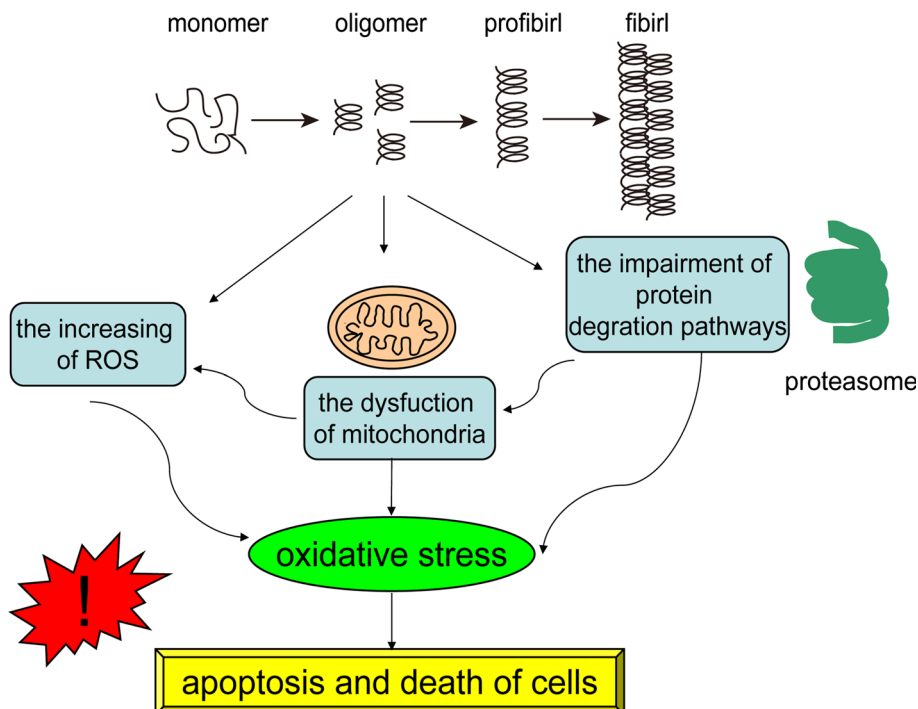 monomer
oligomer
profibirl
fibirl
the impairment of
protein
degration pathways
proteasome
the increasing
of ROS
the dysfuction
of mitochondria
oxidative stress
!
apoptosis and death of cells